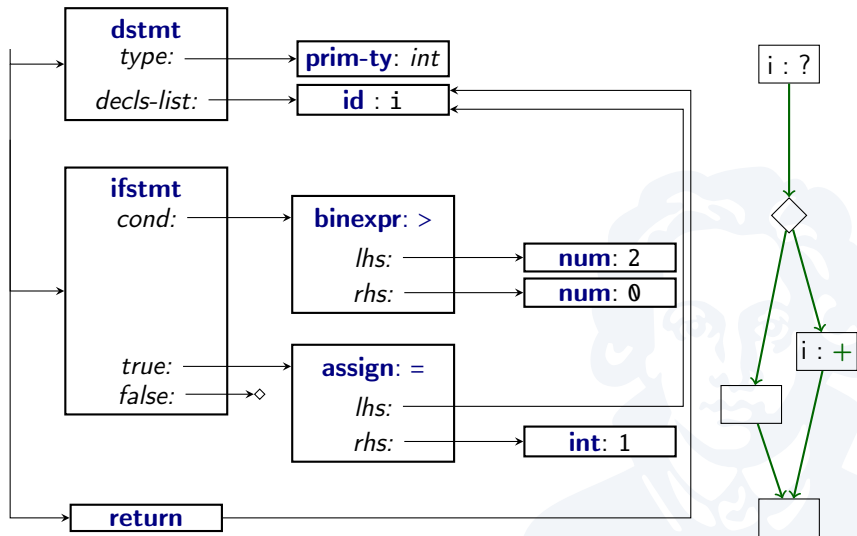 dstmt
type:
prim-ty: int
decls-list:
id : i
i : ?
ifstmt
cond:
binexpr: >
lhs:
num: 2
rhs:
num: 0
true:
false:
assign: =
lhs:
rhs:
int: 1
i : +
return